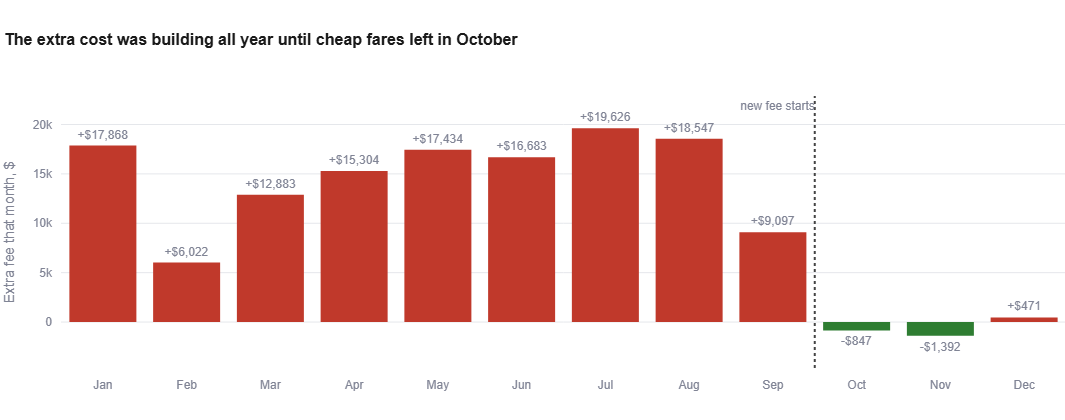 The extra cost was building all year until cheap fares left in October
new fee starts
Extra fee that month, $
20k
15k
10k
5k
0
+$17,868
+$6,022
+$12,883
+$15,304
+$17,434
+$16,683
+$19,626
+$18,547
+$9,097
-$847
-$1,392
+$471
Jan
Feb
Mar
Apr
May
Jun
Jul
Aug
Sep
Oct
Nov
Dec